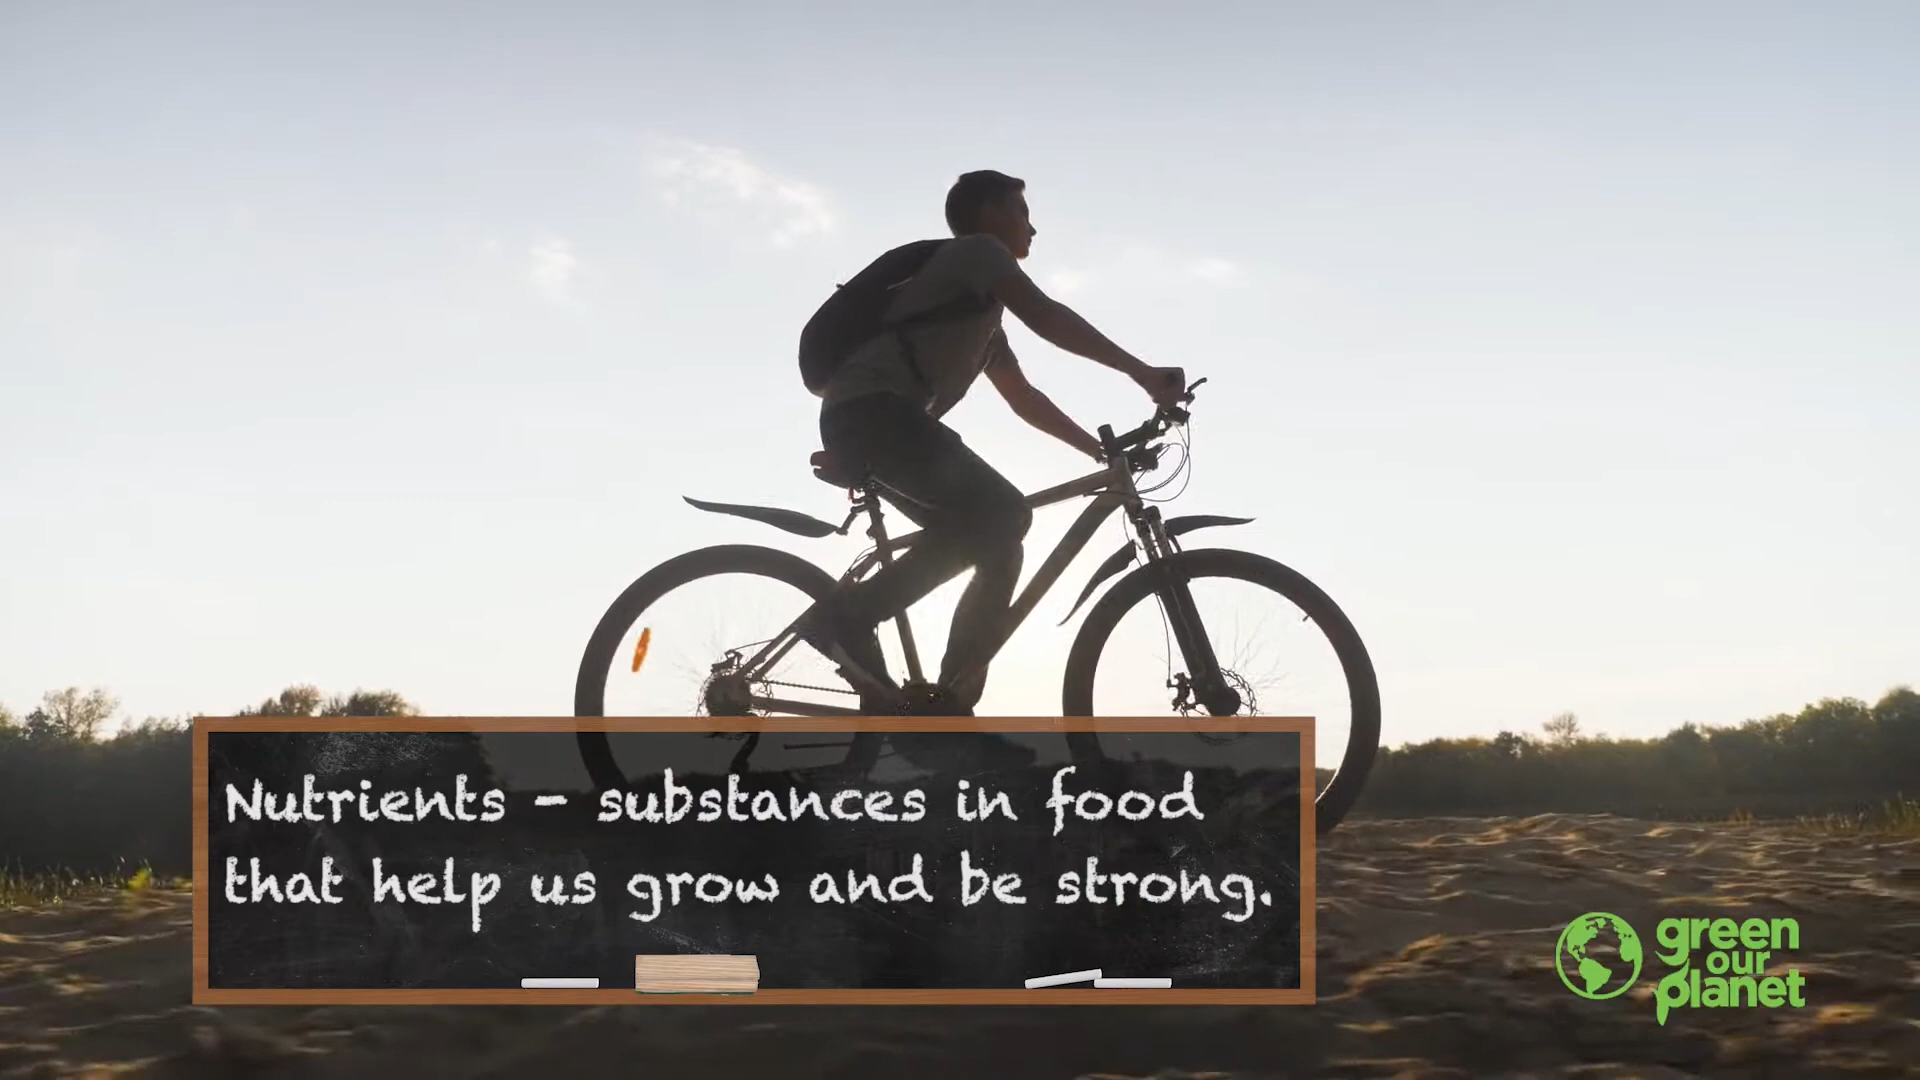 Nutrients - substances in food
that help us grow and be strong.
green
our
planet